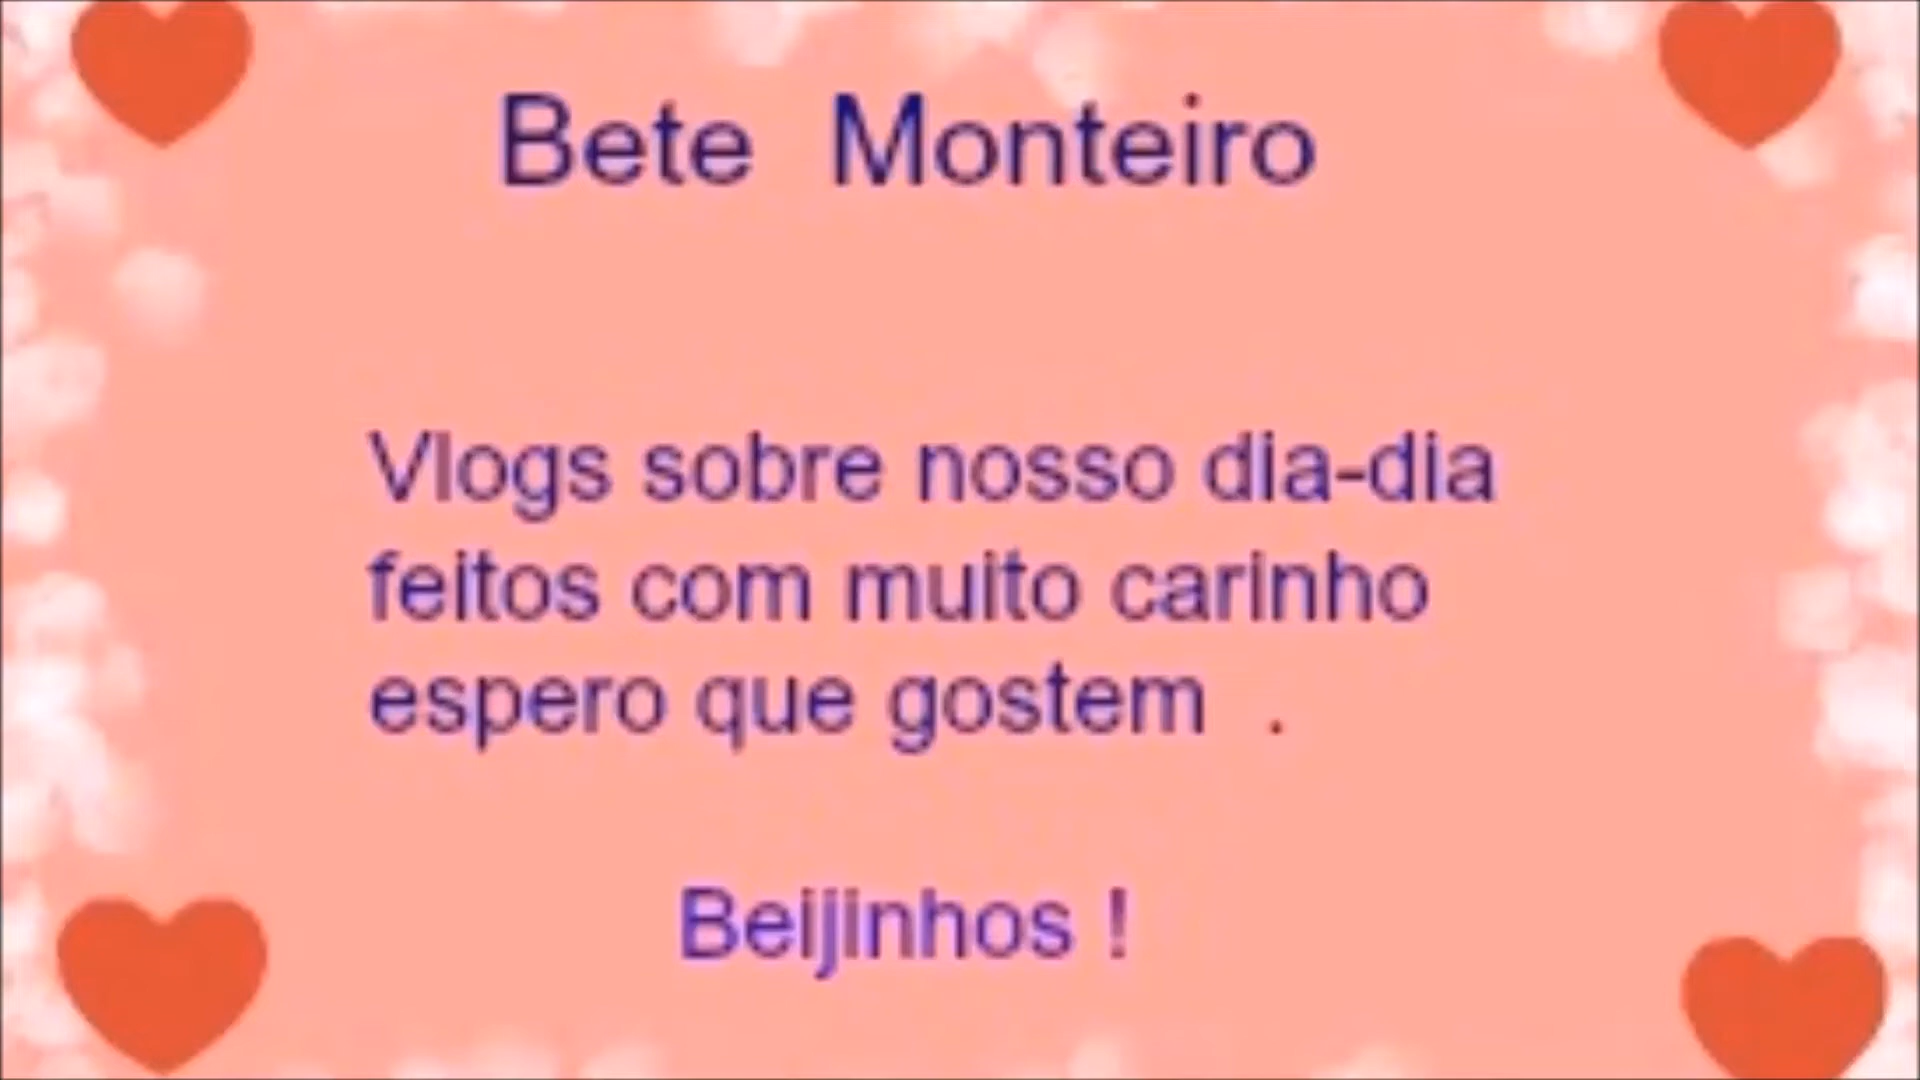 Bete Monteiro
Vlogs sobre nosso dia-dia
feitos com muito carinho
espero que gostem .
Beijinhos !